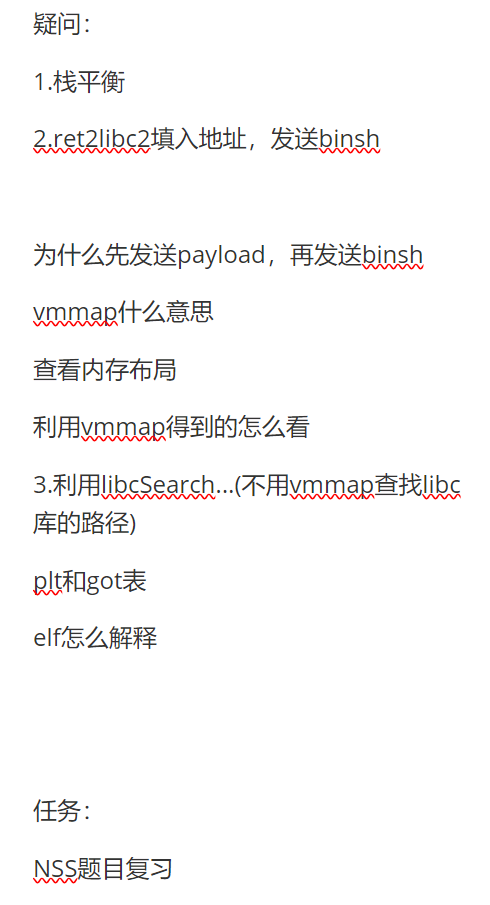 疑问：
1.栈平衡
2.ret2libc2填入地址，发送binsh
为什么先发送payload，再发送binsh
vmmap什么意思
查看内存布局
利用vmmap得到的怎么看
3.利用libcSearch...(不用vmmap查找libc
库的路径)
plt和got表
elf怎么解释
任务：
NSS题目复习